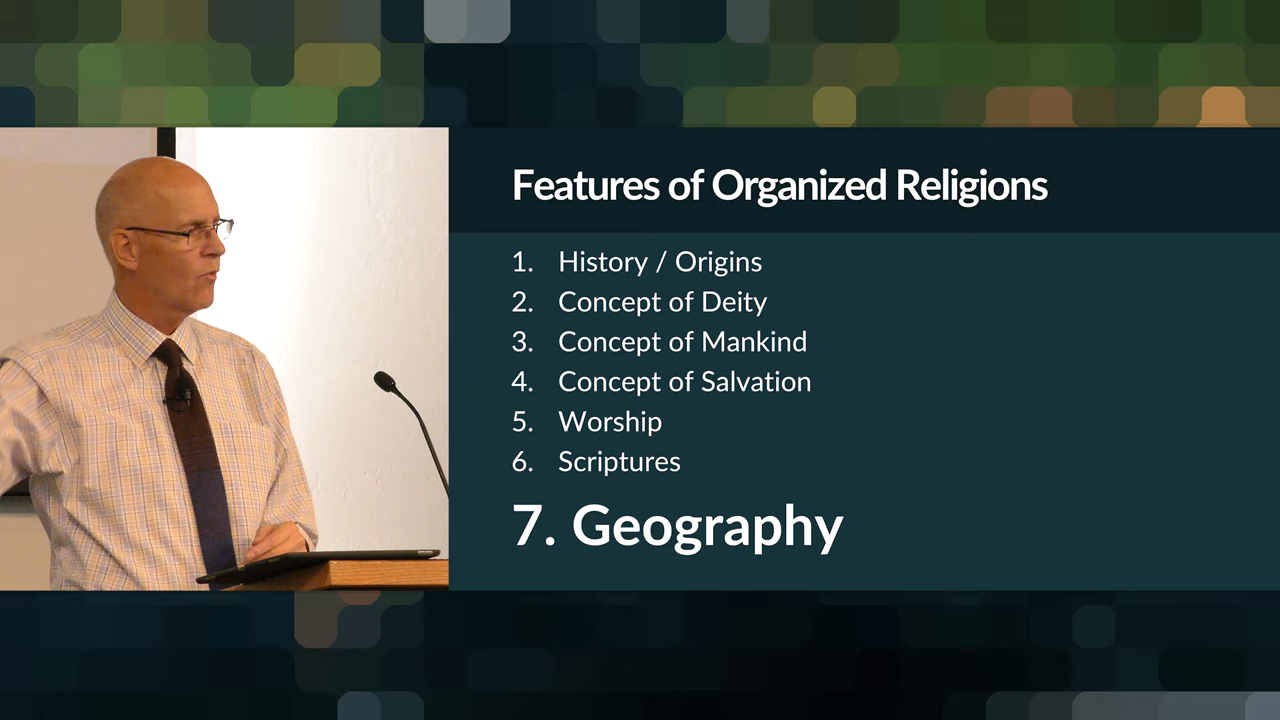 Features of Organized Religions
1. History / Origins
2. Concept of Deity
3. Concept of Mankind
4. Concept of Salvation
5. Worship
6. Scriptures
7. Geography